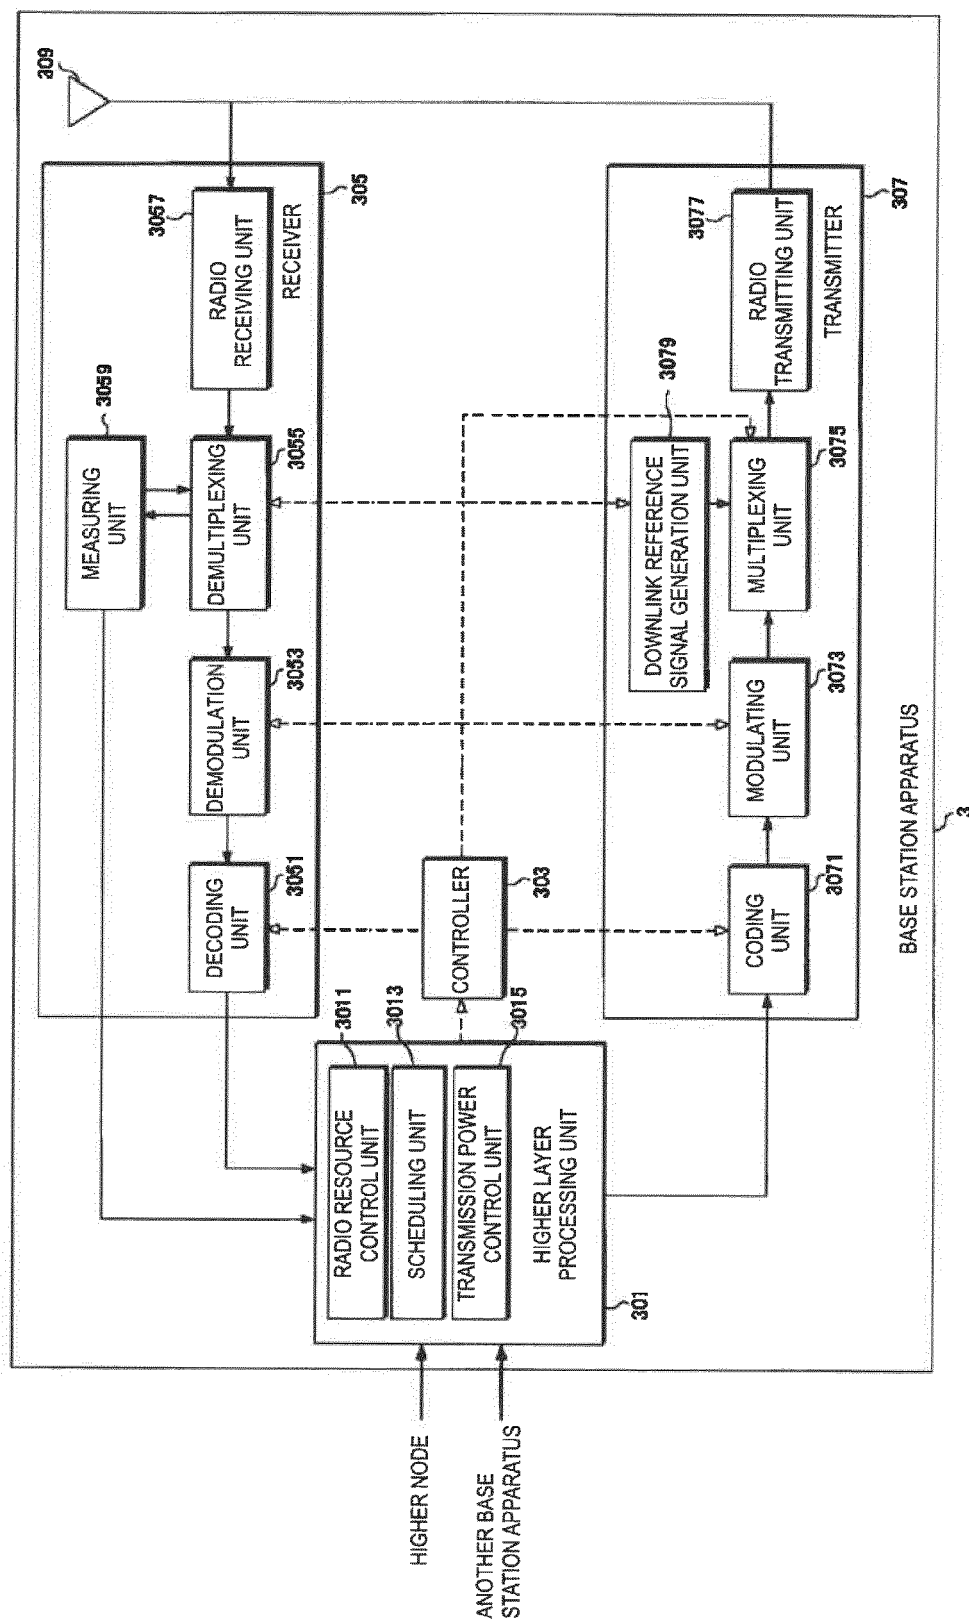 HIGHER NODE
ANOTHER BASE
STATION APPARATUS
301
HIGHER LAYER
PROCESSING UNIT
RADIO RESOURCE
CONTROL UNIT
3011
SCHEDULING UNIT
3013
TRANSMISSION POWER
CONTROL UNIT
3015
CONTROLLER
303
309
RECEIVER
305
DECODING
UNIT
3051
DEMODULATION
UNIT
3053
DEMULTIPLEXING
UNIT
3055
MEASURING
UNIT
3059
RADIO
RECEIVING UNIT
3057
TRANSMITTER
307
CODING
UNIT
3071
MODULATING
UNIT
3073
MULTIPLEXING
UNIT
3075
DOWNLINK REFERENCE
SIGNAL GENERATION UNIT
3079
RADIO
TRANSMITTING UNIT
3077
BASE STATION APPARATUS
3